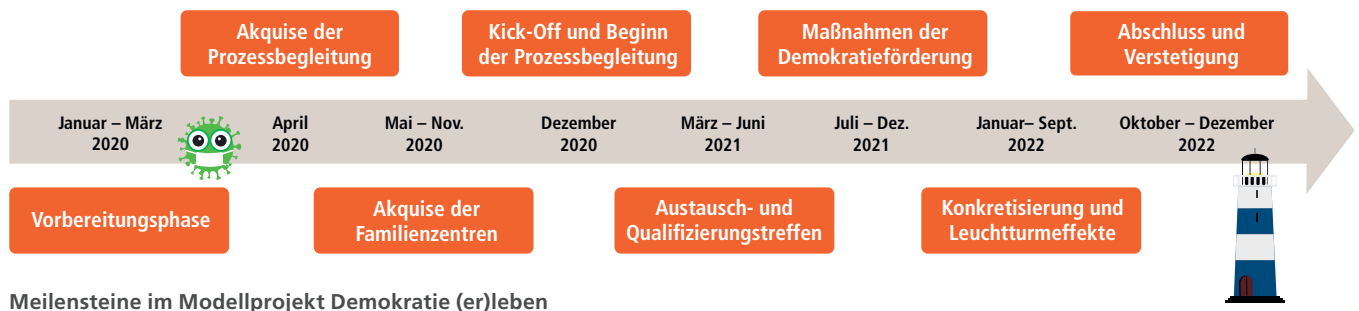 Akquise der
Prozessbegleitung
Kick-Off und Beginn
der Prozessbegleitung
Maßnahmen der
Demokratieförderung
Abschluss und
Verstetigung
Januar – März
2020
April
2020
Mai – Nov.
2020
Dezember
2020
März – Juni
2021
Juli – Dez.
2021
Januar– Sept.
2022
Oktober – Dezember
2022
Vorbereitungsphase
Akquise der
Familienzentren
Austausch- und
Qualifizierungstreffen
Konkretisierung und
Leuchtturmeffekte
Meilensteine im Modellprojekt Demokratie (er)leben